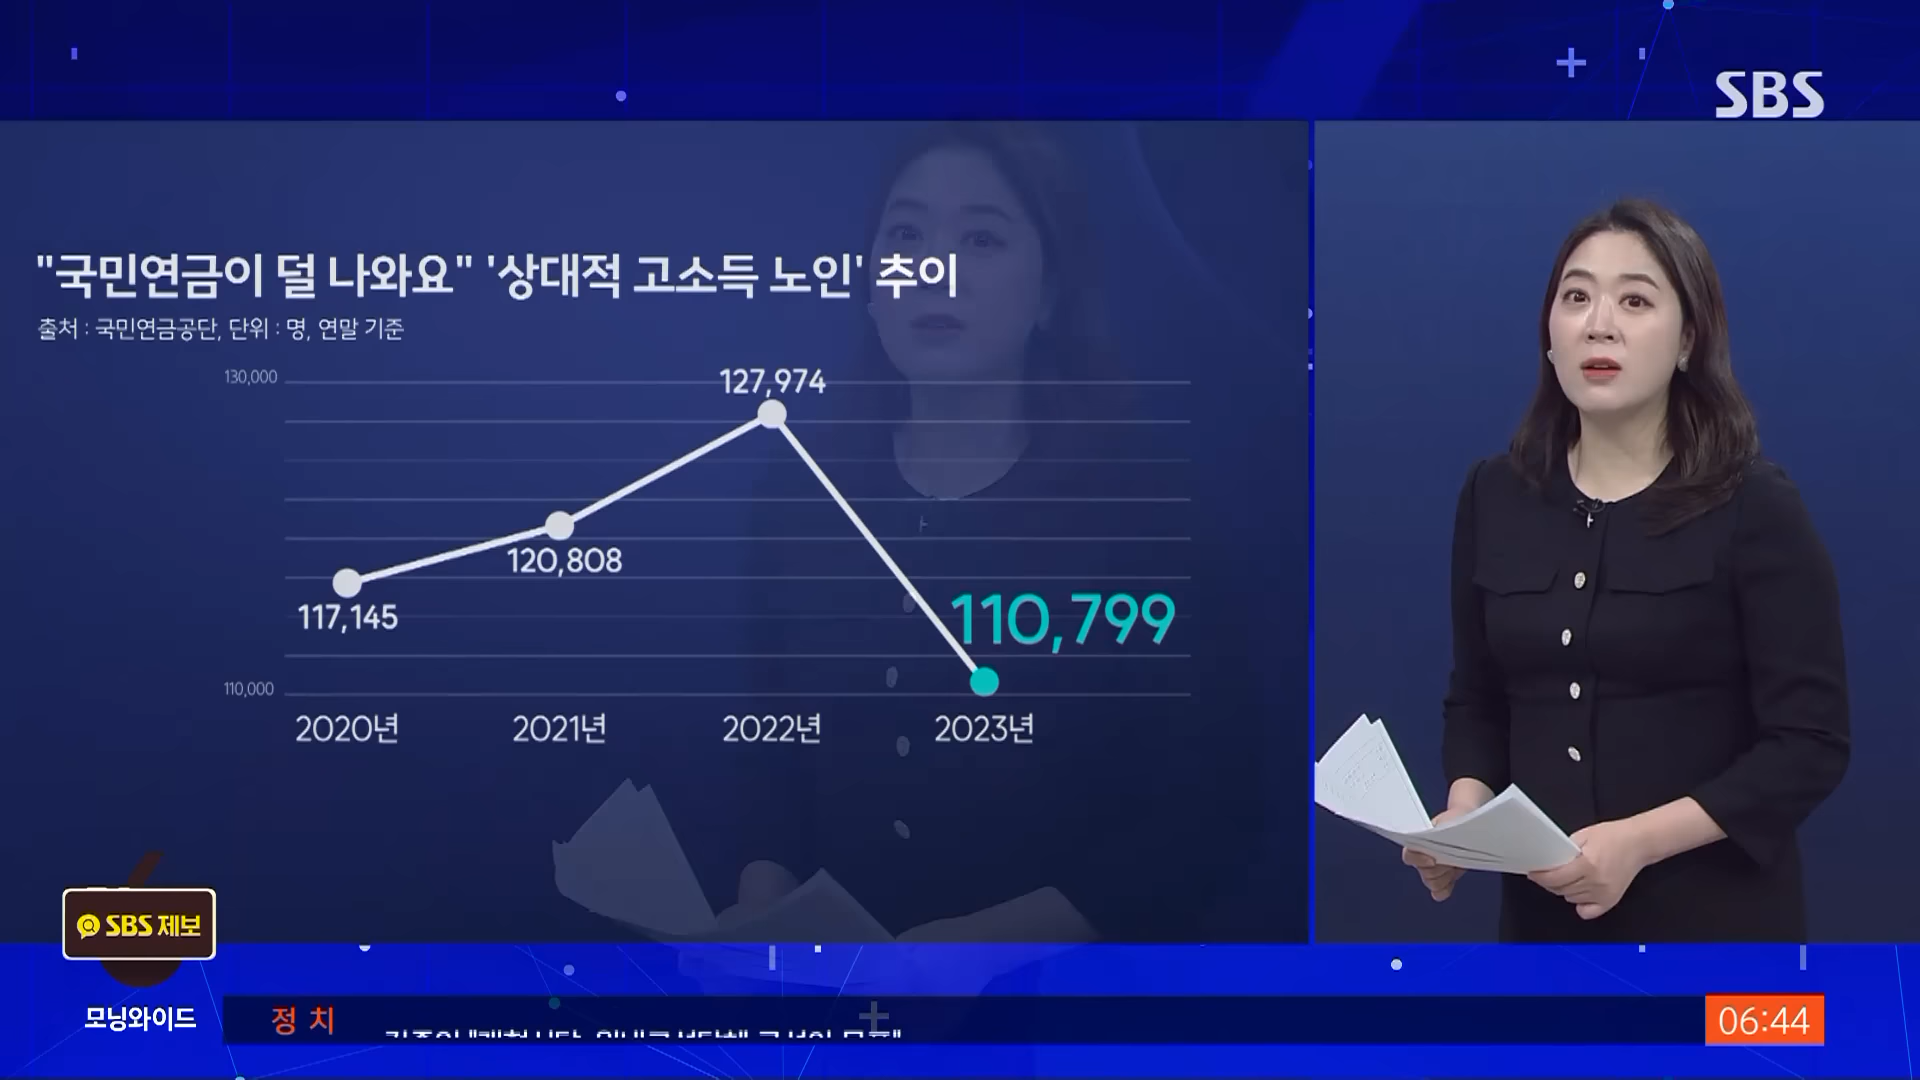 SBS
"국민연금이 덜 나와요" '상대적 고소득 노인' 추이
출처 : 국민연금공단, 단위 : 명, 연말 기준
130,000
127,974
120,808
117,145
110,799
110,000
2020년 2021년 2022년 2023년
SBS 제보
모닝와이드
정 치
06:44